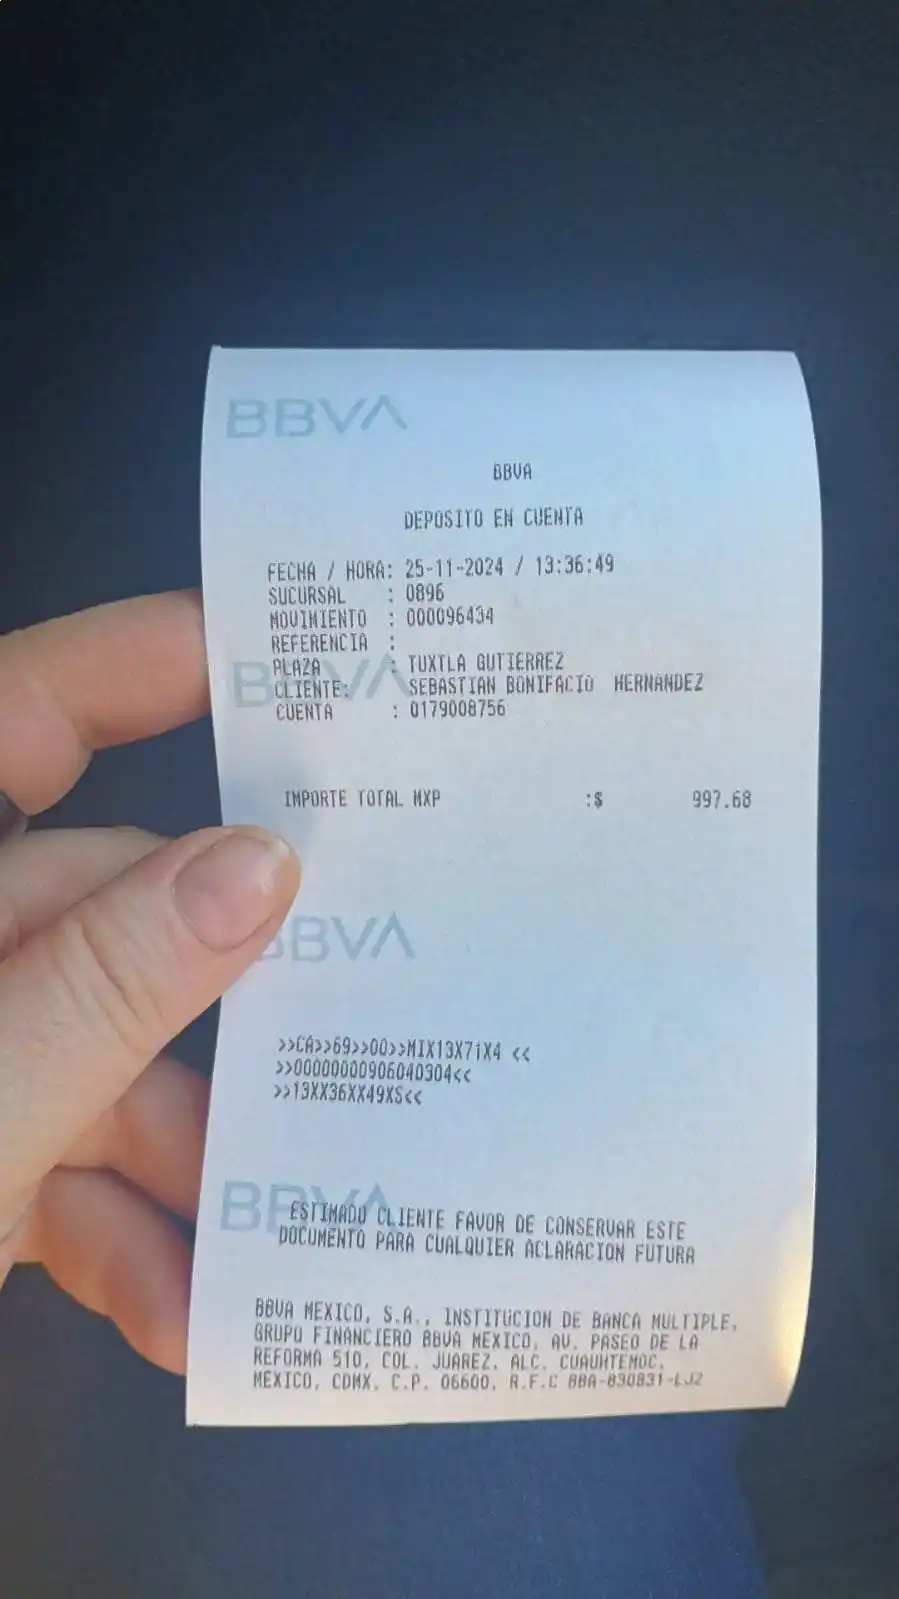 BBVA
BBVA
DEPOSITO EN CUENTA
FECHA / HORA: 25-11-2024 / 13:36:49
SUCURSAL : 0896
MOVIMIENTO : 000096434
REFERENCIA :
PLAZA : TUXTLA GUTIERREZ
BBVA
CLIENTE: SEBASTIAN BONIFACIO HERNANDEZ
CUENTA : 0179008756
IMPORTE TOTAL MXP :$ 997.68
BBVA
>>CA>>69>>00>>MIX13X71X4 <<
>>00000000906040304<<
>>13XX36XX49XS<<
BBVA
ESTIMADO CLIENTE FAVOR DE CONSERVAR ESTE
DOCUMENTO PARA CUALQUIER ACLARACION FUTURA
BBVA MEXICO, S.A., INSTITUCION DE BANCA MULTIPLE,
GRUPO FINANCIERO BBVA MEXICO, AV. PASEO DE LA
REFORMA 510, COL. JUAREZ, ALC. CUAUHTEMOC,
MEXICO, CDMX, C.P. 06600, R.F.C BBA-830831-LJ2